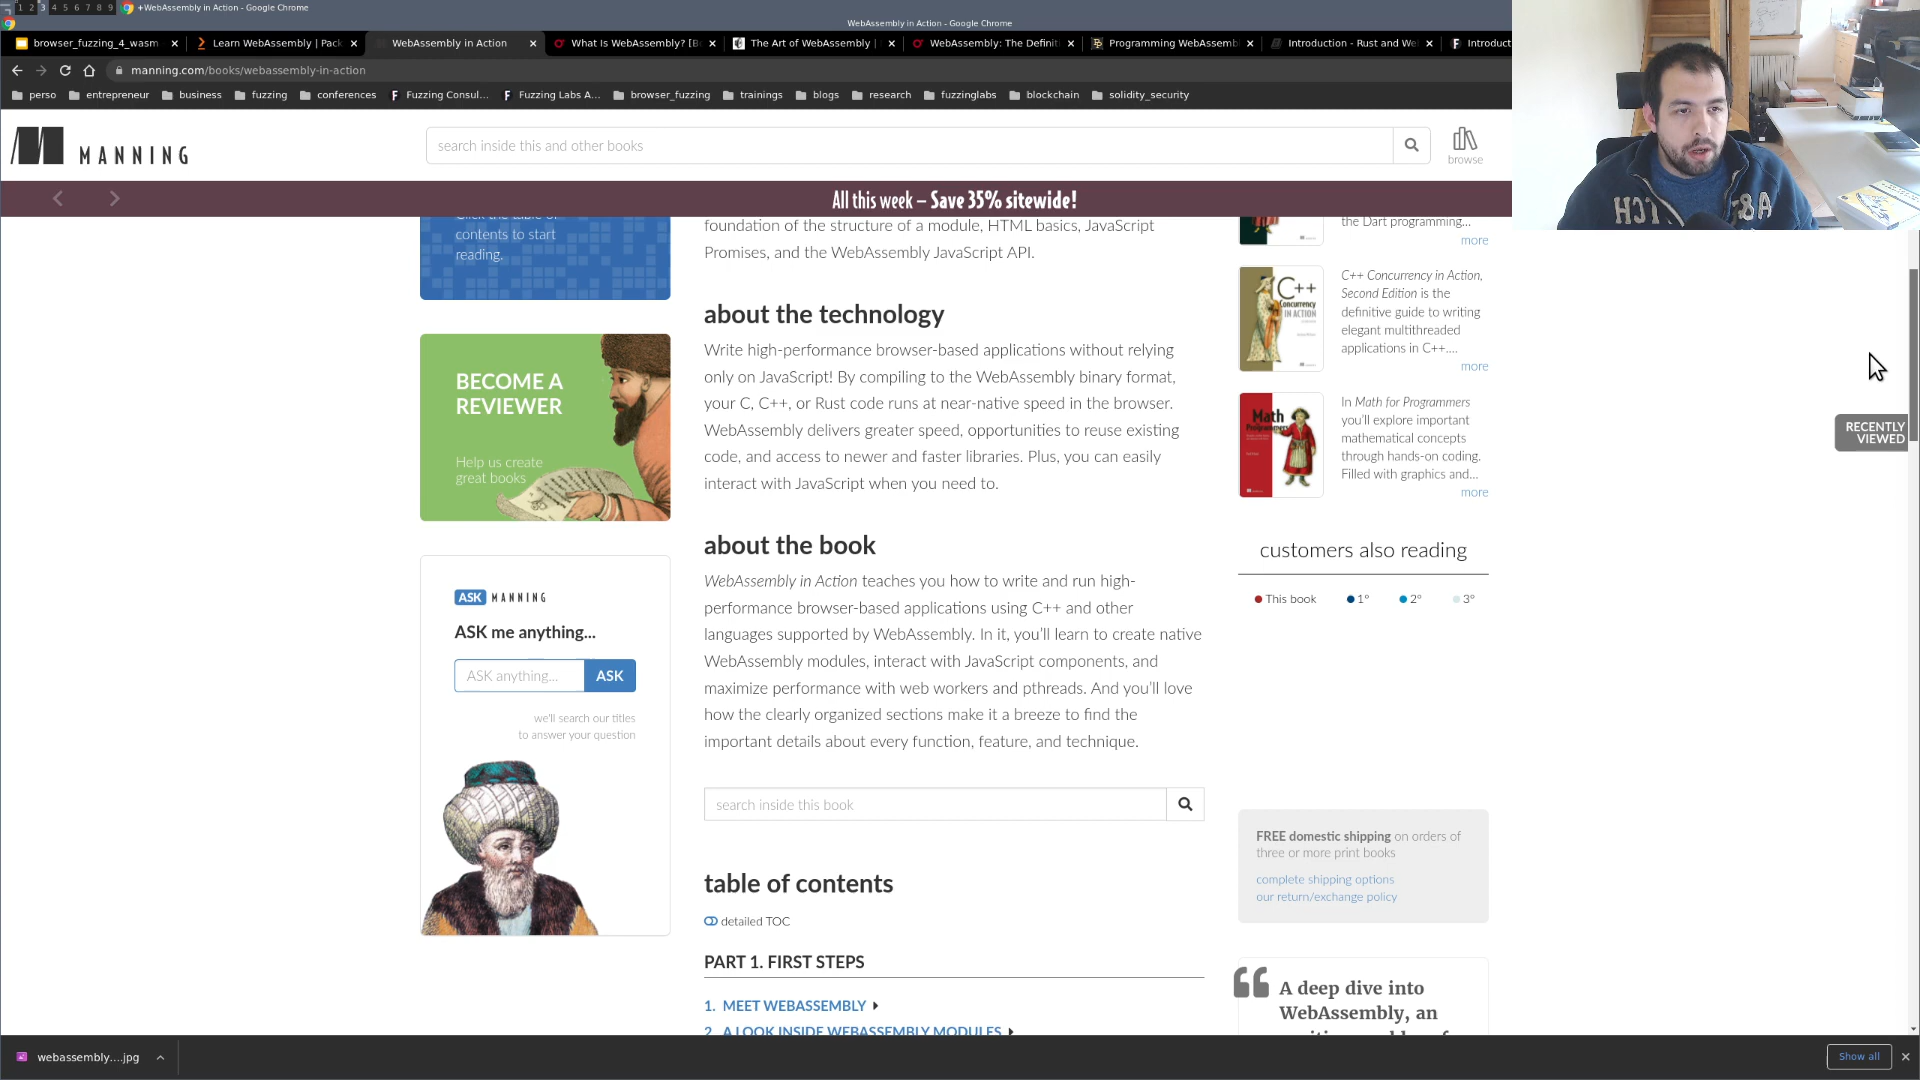 1 2 3 4 5 6 7 8 9 +WebAssembly in Action - Google Chrome
WebAssembly in Action - Google Chrome
browser_fuzzing_4_wasm × Learn WebAssembly | Pack × WebAssembly in Action × What Is WebAssembly? [B × The Art of WebAssembly | × WebAssembly: The Definit × Programming WebAssemb × Introduction - Rust and We × Introduct
manning.com/books/webassembly-in-action
perso entrepreneur business fuzzing conferences Fuzzing Consul... Fuzzing Labs A... browser_fuzzing trainings blogs research fuzzinglabs blockchain solidity_security
MANNING
search inside this and other books
browse
All this week – Save 35% sitewide!
Click the table of
contents to start
reading.
BECOME A
REVIEWER
Help us create
great books
ASK MANNING
ASK me anything...
ASK anything... ASK
we'll search our titles
to answer your question
foundation of the structure of a module, HTML basics, JavaScript
Promises, and the WebAssembly JavaScript API.
about the technology
Write high-performance browser-based applications without relying
only on JavaScript! By compiling to the WebAssembly binary format,
your C, C++, or Rust code runs at near-native speed in the browser.
WebAssembly delivers greater speed, opportunities to reuse existing
code, and access to newer and faster libraries. Plus, you can easily
interact with JavaScript when you need to.
about the book
WebAssembly in Action teaches you how to write and run high-
performance browser-based applications using C++ and other
languages supported by WebAssembly. In it, you'll learn to create native
WebAssembly modules, interact with JavaScript components, and
maximize performance with web workers and pthreads. And you'll love
how the clearly organized sections make it a breeze to find the
important details about every function, feature, and technique.
search inside this book
table of contents
detailed TOC
PART 1. FIRST STEPS
1. MEET WEBASSEMBLY
2. A LOOK INSIDE WEBASSEMBLY MODULES
the Dart programming...
more
C++
Concurrency
IN ACTION
C++ Concurrency in Action,
Second Edition is the
definitive guide to writing
elegant multithreaded
applications in C++....
more
Math
Programmers
In Math for Programmers
you'll explore important
mathematical concepts
through hands-on coding.
Filled with graphics and...
more
customers also reading
This book 1° 2° 3°
FREE domestic shipping on orders of
three or more print books
complete shipping options
our return/exchange policy
A deep dive into
WebAssembly, an
RECENTLY
VIEWED
webassembly....jpg
Show all ×